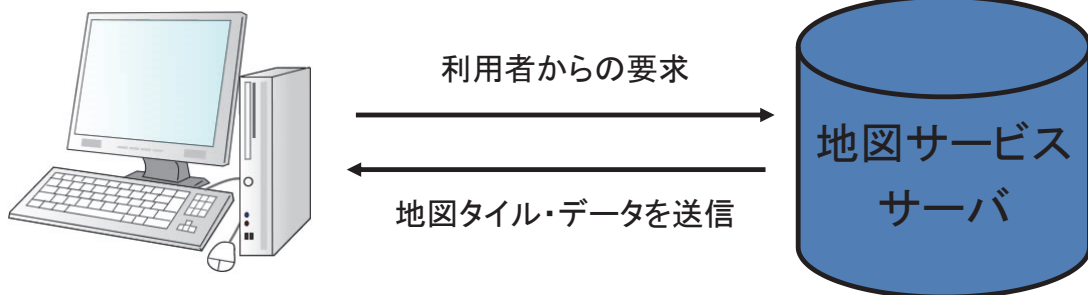 利用者からの要求
地図サービス
サーバ
地図タイル・データを送信